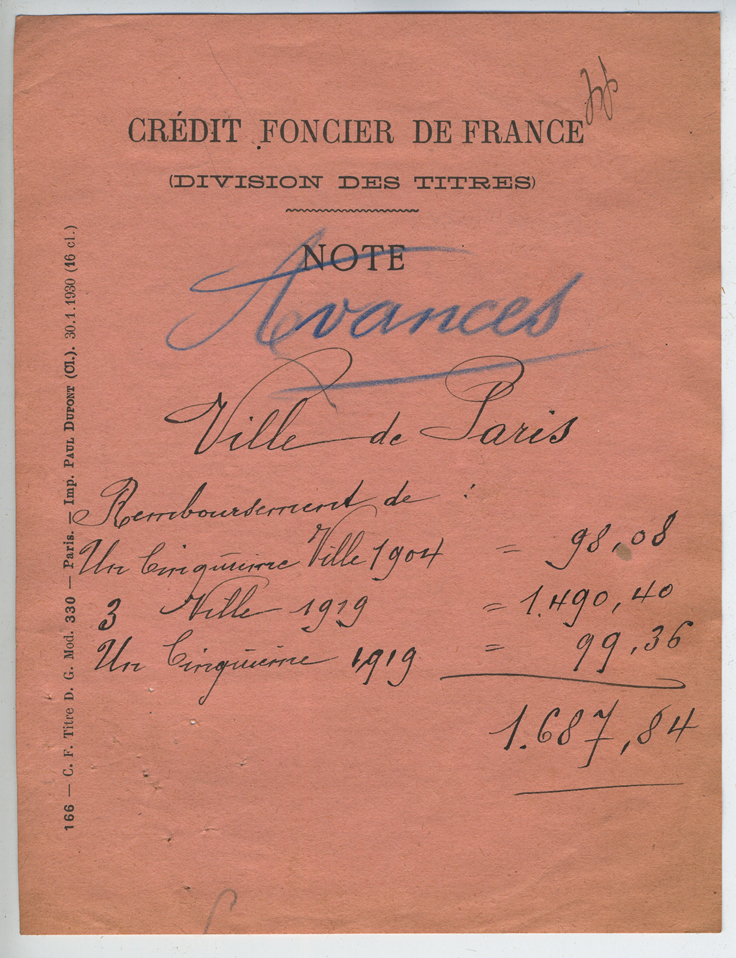 CRÉDIT FONCIER DE FRANCE
(DIVISION DES TITRES)
NOTE
Avances
Ville de Paris
Remboursement de :
Un Cinquième Ville 1904 = 98,08
3 Ville 1919 = 1.490,40
Un Cinquième 1919 = 99,36
1.687,84
166 — C. F. Titre D. G. Mod. 330 — Paris. — Imp. PAUL DUPONT (Cl.). 30.1.1930 (16 cl.)